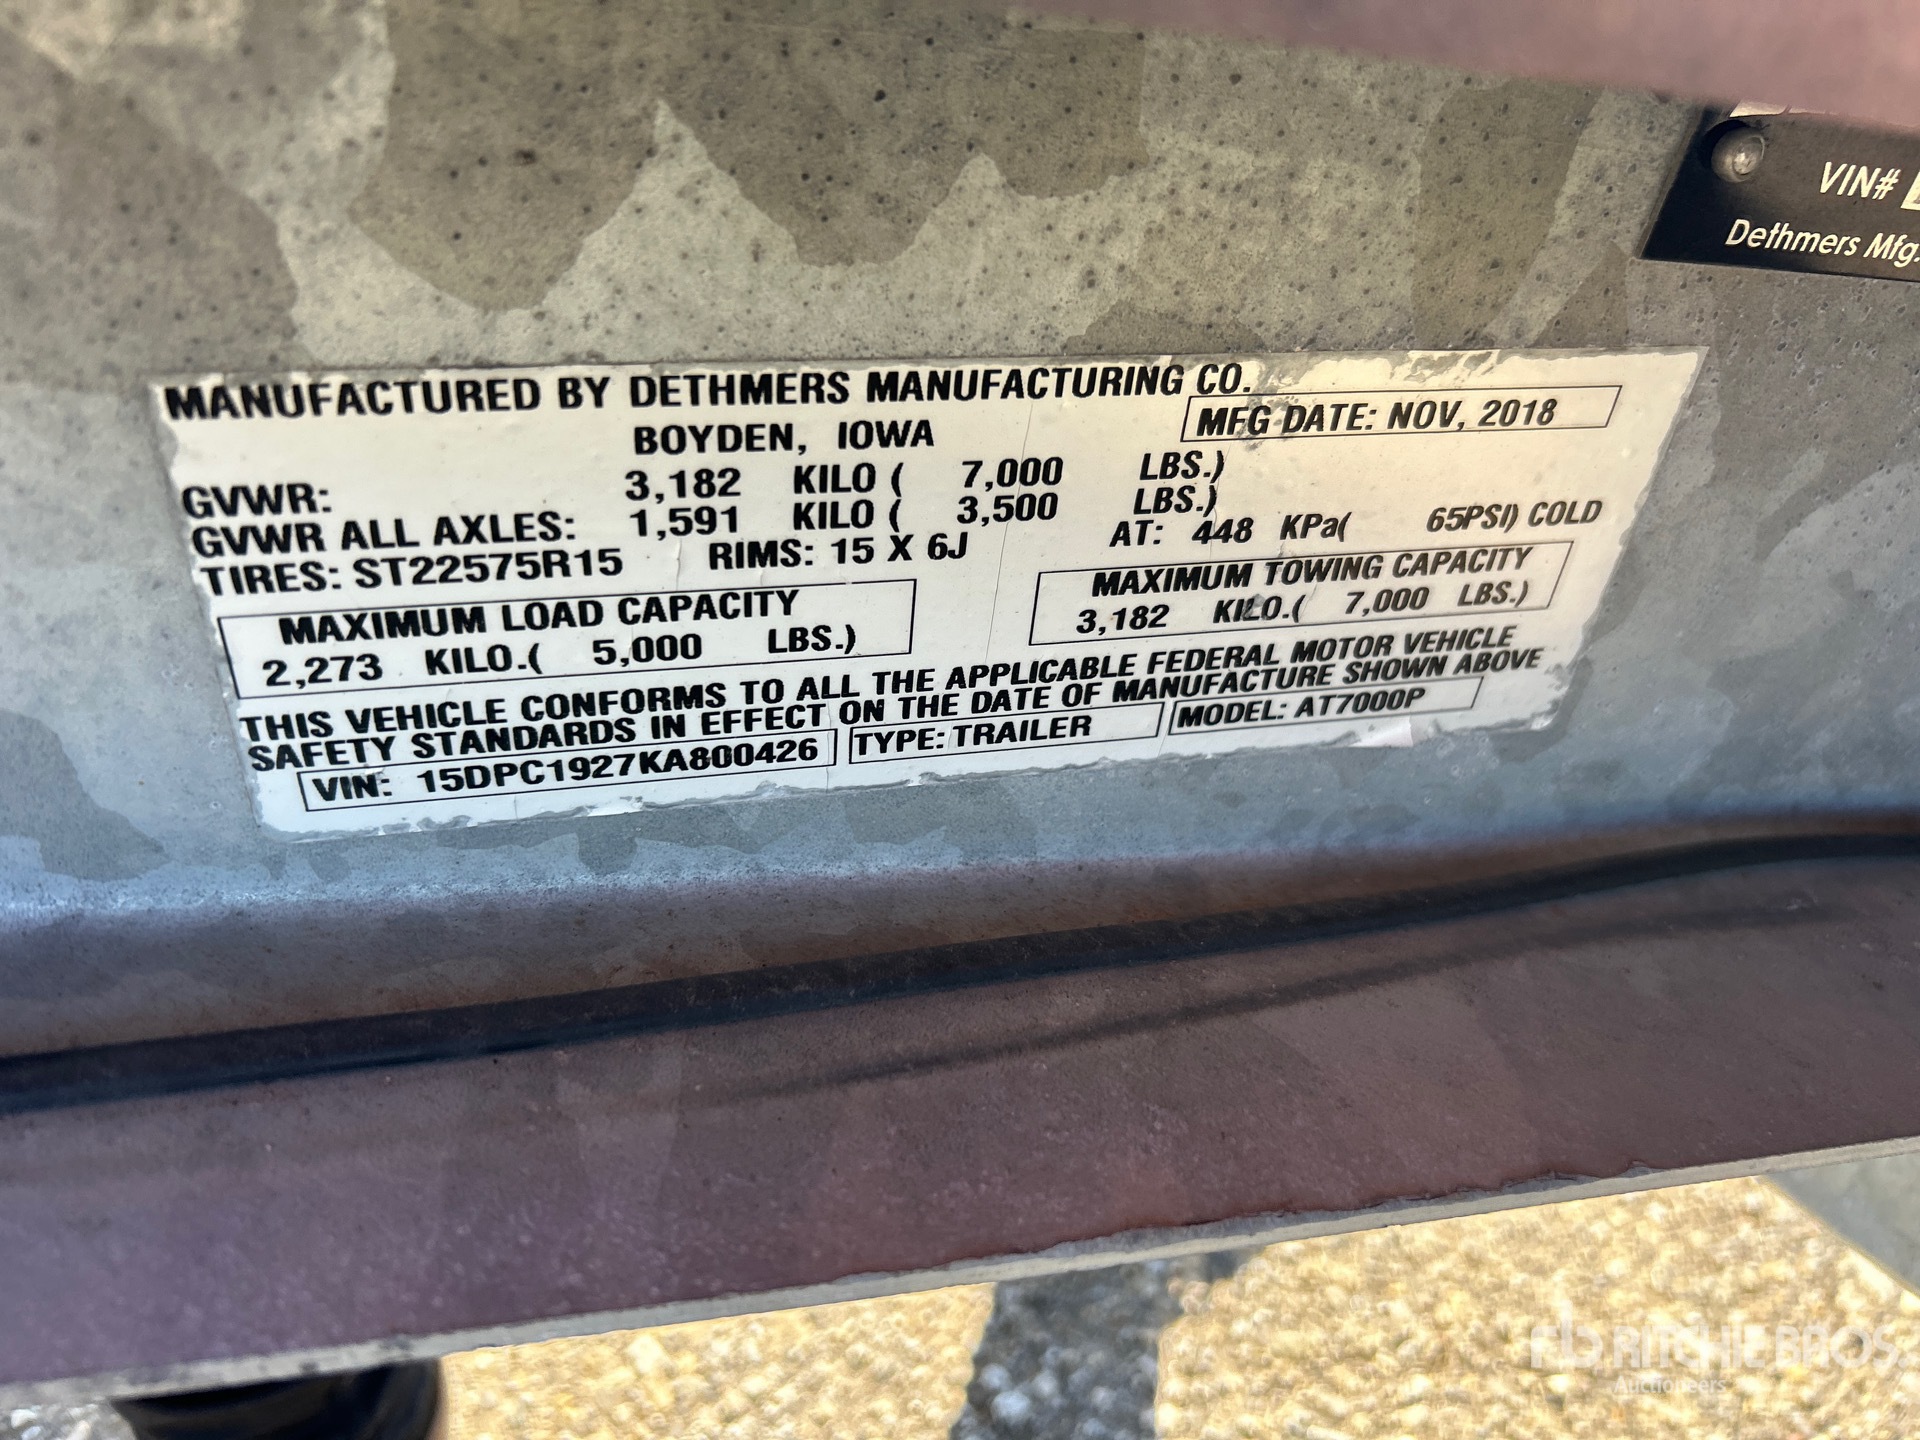 VIN#
Dethmers Mfg.
MANUFACTURED BY DETHMERS MANUFACTURING CO.
BOYDEN, IOWA
MFG DATE: NOV, 2018
GVWR: 3,182 KILO ( 7,000 LBS.)
GVWR ALL AXLES: 1,591 KILO ( 3,500 LBS.)
TIRES: ST22575R15 RIMS: 15 X 6J AT: 448 KPa( 65PSI) COLD
MAXIMUM LOAD CAPACITY
2,273 KILO.( 5,000 LBS.)
MAXIMUM TOWING CAPACITY
3,182 KILO.( 7,000 LBS.)
THIS VEHICLE CONFORMS TO ALL THE APPLICABLE FEDERAL MOTOR VEHICLE
SAFETY STANDARDS IN EFFECT ON THE DATE OF MANUFACTURE SHOWN ABOVE
VIN: 15DPC1927KA800426 TYPE: TRAILER MODEL: AT7000P
rb RITCHIE BROS.
Auctioneers